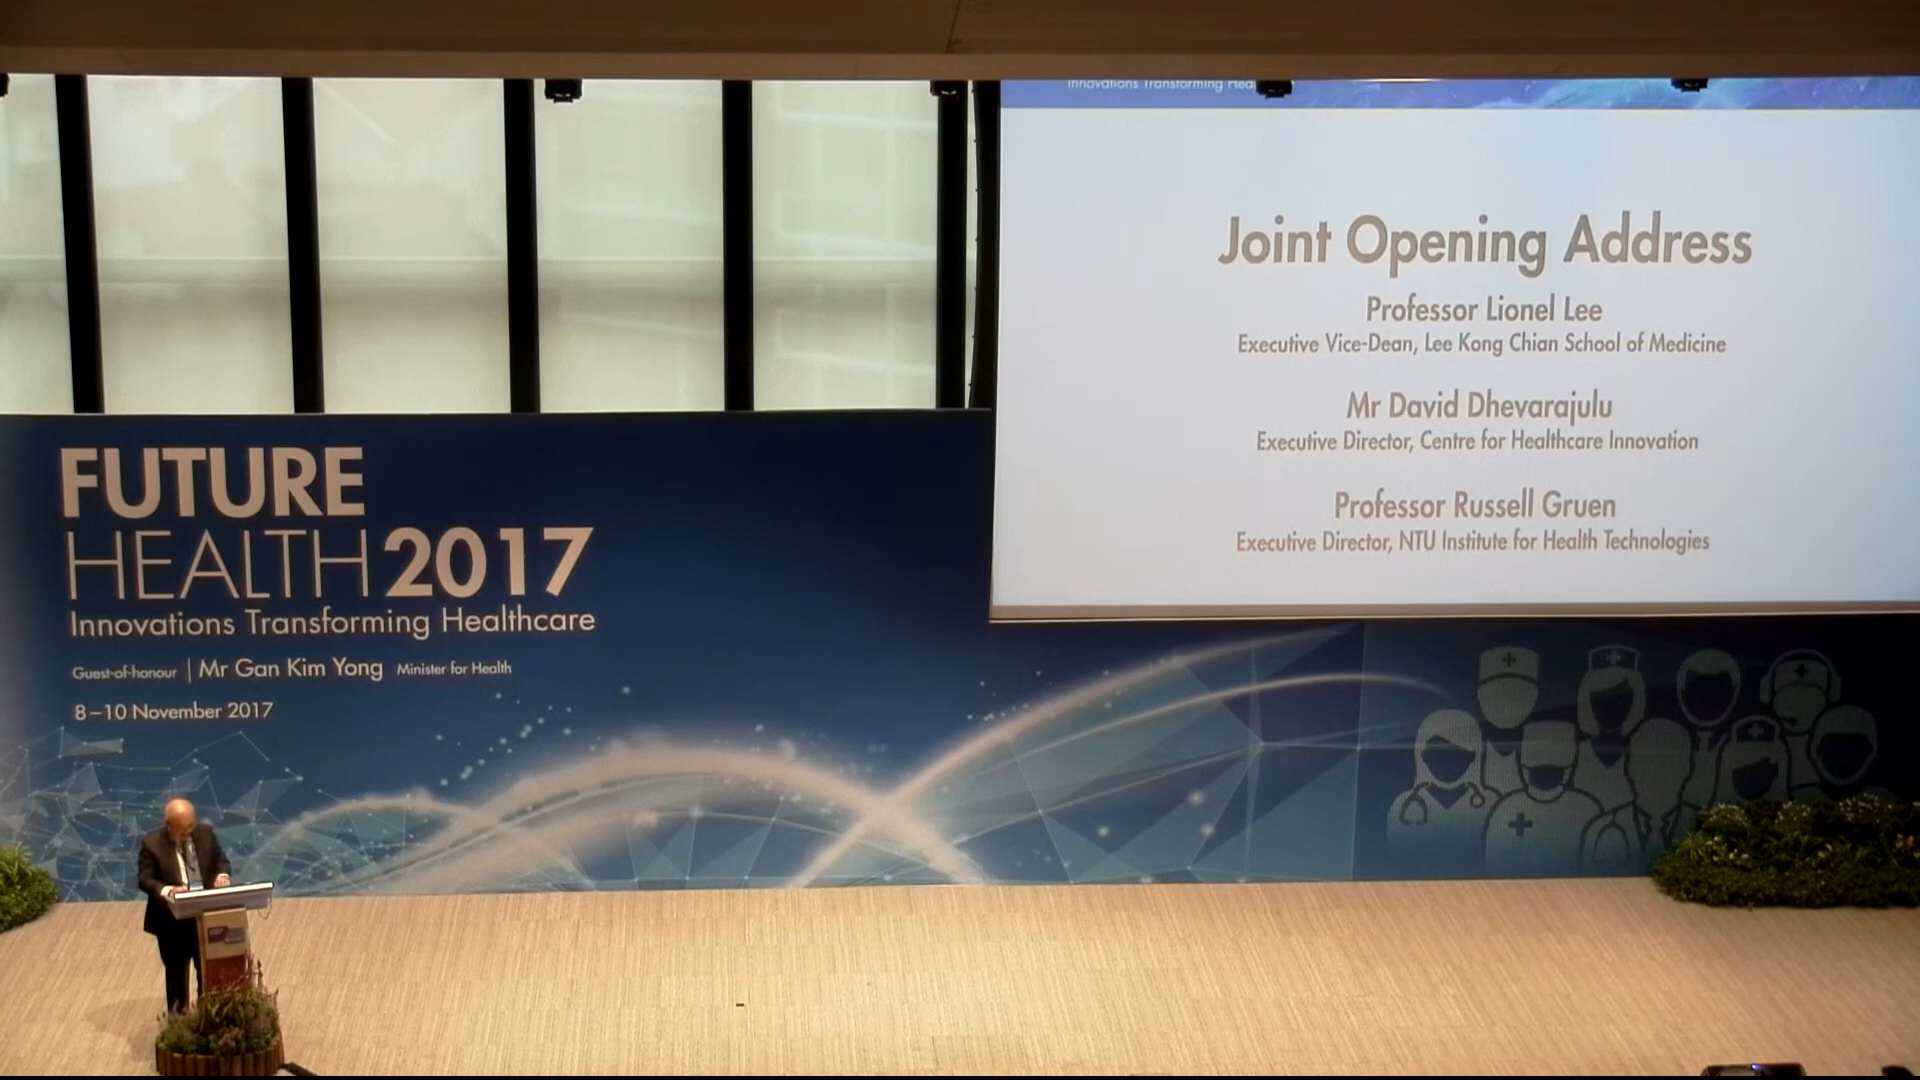 FUTURE
HEALTH 2017
Innovations Transforming Healthcare
Guest-of-honour | Mr Gan Kim Yong Minister for Health
8–10 November 2017
Innovations Transforming
Joint Opening Address
Professor Lionel Lee
Executive Vice-Dean, Lee Kong Chian School of Medicine
Mr David Dhevarajulu
Executive Director, Centre for Healthcare Innovation
Professor Russell Gruen
Executive Director, NTU Institute for Health Technologies